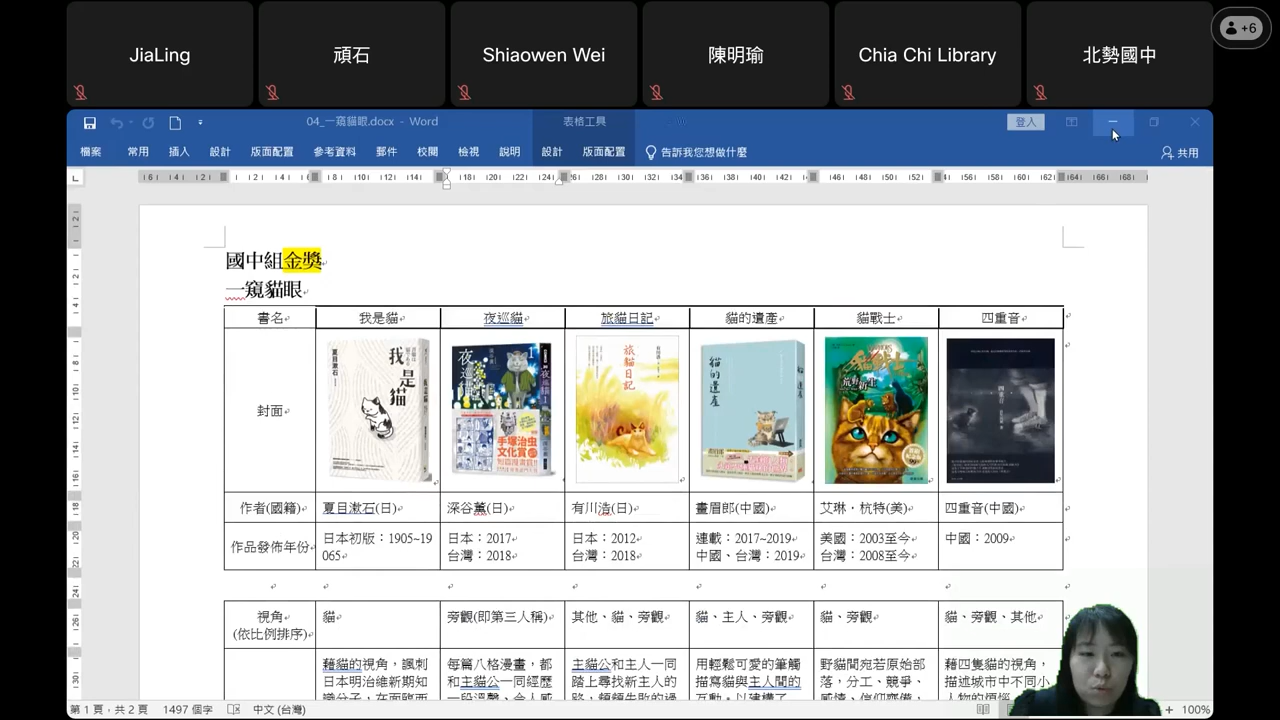 JiaLing
頑石
Shiaowen Wei
陳明瑜
Chia Chi Library
北勢國中
+6
04_一窺貓眼.docx - Word
表格工具
登入
檔案 常用 插入 設計 版面配置 參考資料 郵件 校閱 檢視 說明 設計 版面配置 告訴我您想做什麼 共用
國中組金獎
一窺貓眼
書名 我是貓 夜巡貓 旅貓日記 貓的遺產 貓戰士 四重音
封面
我是貓
夏目漱石
夜巡貓
手塚治虫
文化賞
旅貓日記
貓的遺產
四重音
作者(國籍) 夏目漱石(日) 深谷薰(日) 有川浩(日) 畫眉郎(中國) 艾琳‧杭特(美) 四重音(中國)
作品發佈年份 日本初版：1905~19065 日本：2017 台灣：2018 日本：2012 台灣：2018 連載：2017~2019 中國、台灣：2019 美國：2003至今 台灣：2008至今 中國：2009
視角(依比例排序) 貓 旁觀(即第三人稱) 其他、貓、旁觀 貓、主人、旁觀 貓、旁觀 貓、旁觀、其他
藉貓的視角，諷刺 每篇八格漫畫，都 主貓公和主人一同 用輕鬆可愛的筆觸 野貓間宛若原始部 藉四隻貓的視角，
日本明治維新期知 和主貓公一同經歷 踏上尋找新主人的 描寫貓與主人間的 落，分工、競爭、 描述城市中不同小
第 1 頁，共 2 頁 1497 個字 中文 (台灣) 100%